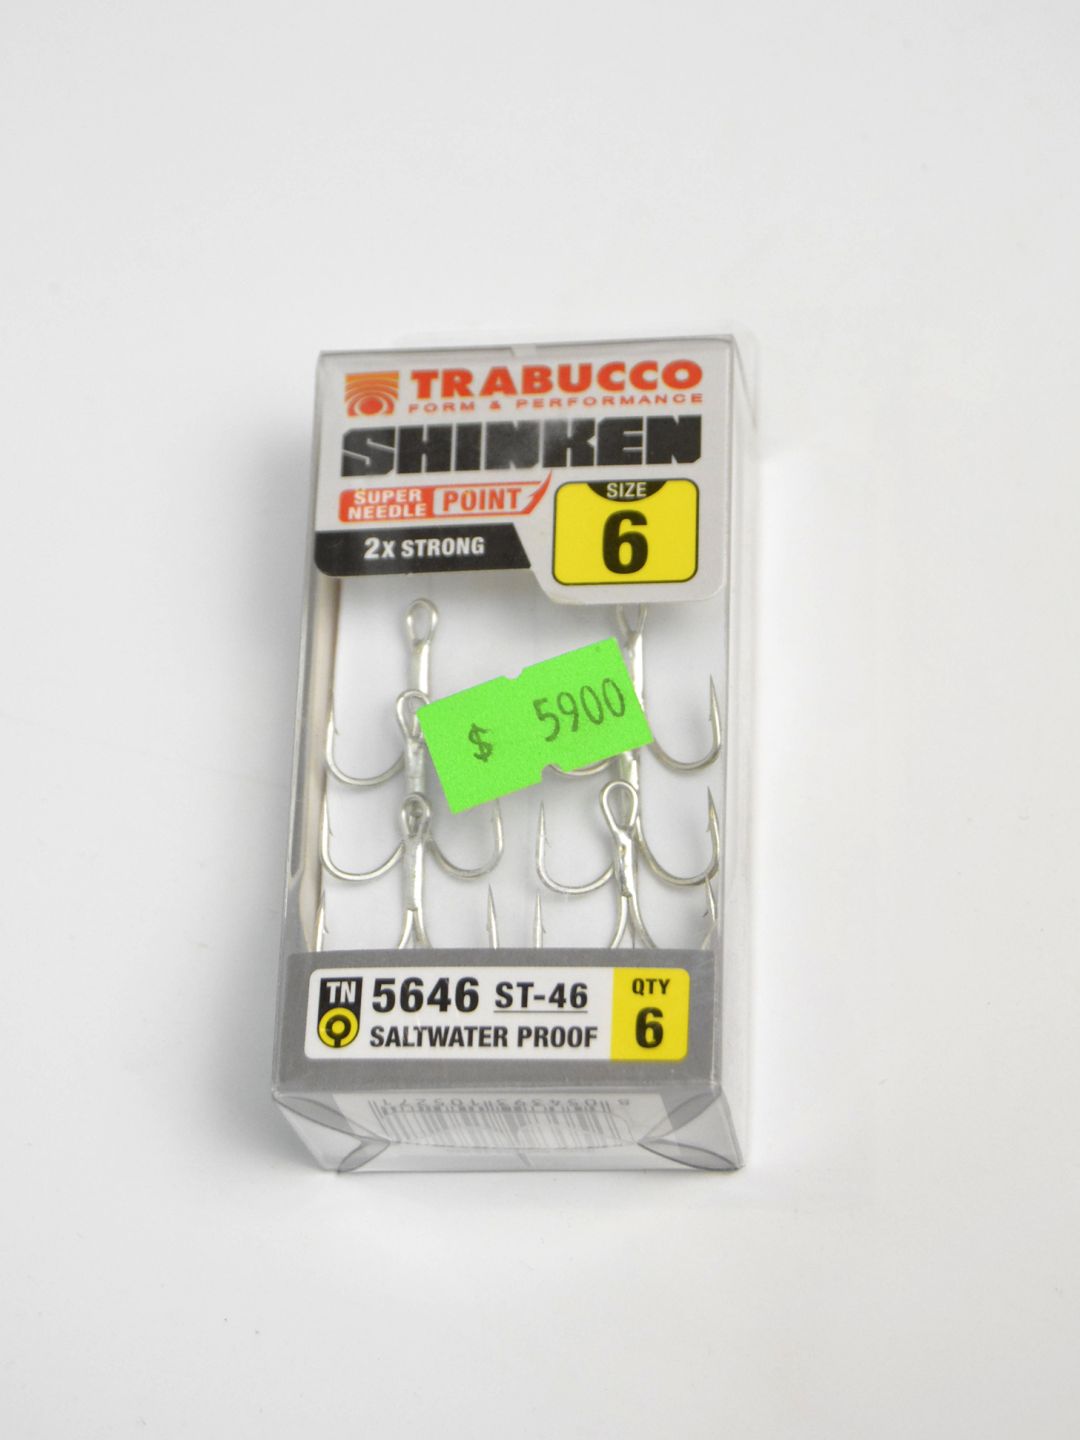 TRABUCCO
FORM & PERFORMANCE
SHINKEN
SUPER NEEDLE POINT
2X STRONG
SIZE
6
$ 5900
TN
5646 ST-46
SALTWATER PROOF
QTY
6